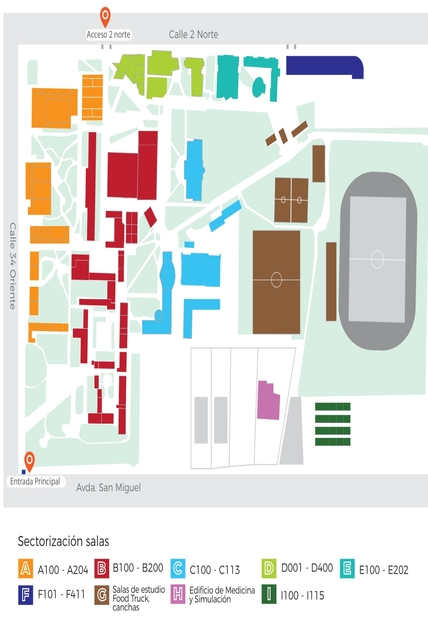 Acceso 2 norte
Calle 2 Norte
Calle 34 Oriente
Entrada Principal
Avda. San Miguel
Sectorización salas
A A100 - A204
B B100 - B200
C C100 - C113
D D001 - D400
E E100 - E202
F F101 - F411
G Salas de estudio
Food Truck,
canchas
H Edificio de Medicina
y Simulación
I I100 - I115